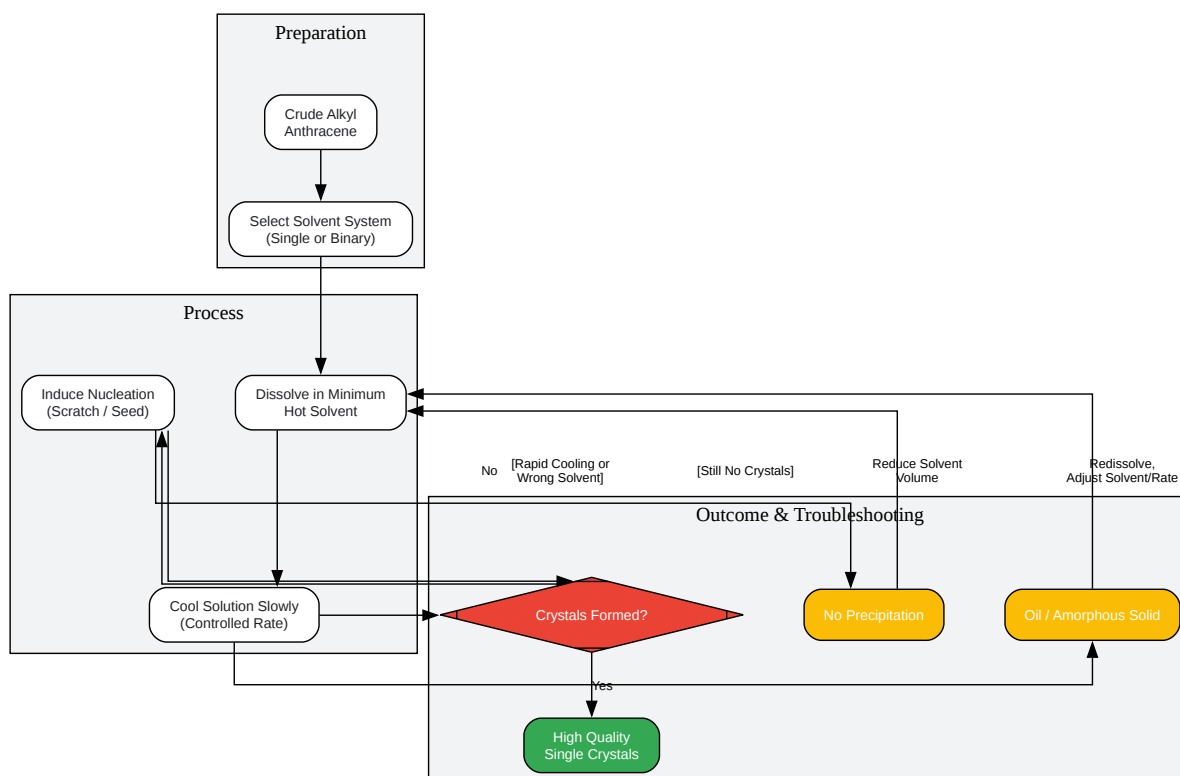 Preparation
Crude Alkyl
Anthracene
Select Solvent System
(Single or Binary)
Process
Induce Nucleation
(Scratch / Seed)
Dissolve in Minimum
Hot Solvent
No
[Rapid Cooling or
Wrong Solvent]
[Still No Crystals]
Reduce Solvent
Volume
Redissolve,
Adjust Solvent/Rate
Outcome & Troubleshooting
Cool Solution Slowly
(Controlled Rate)
Crystals Formed?
No Precipitation
Oil / Amorphous Solid
Yes
High Quality
Single Crystals